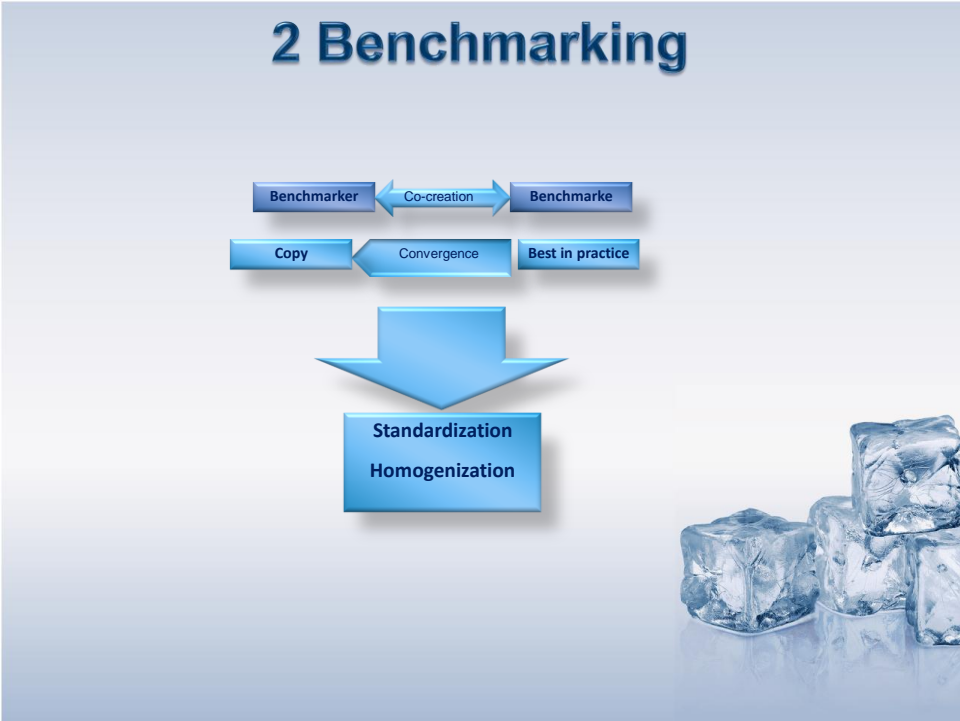 2 Benchmarking
Benchmarker Co-creation Benchmarke
Copy Convergence Best in practice
Standardization
Homogenization